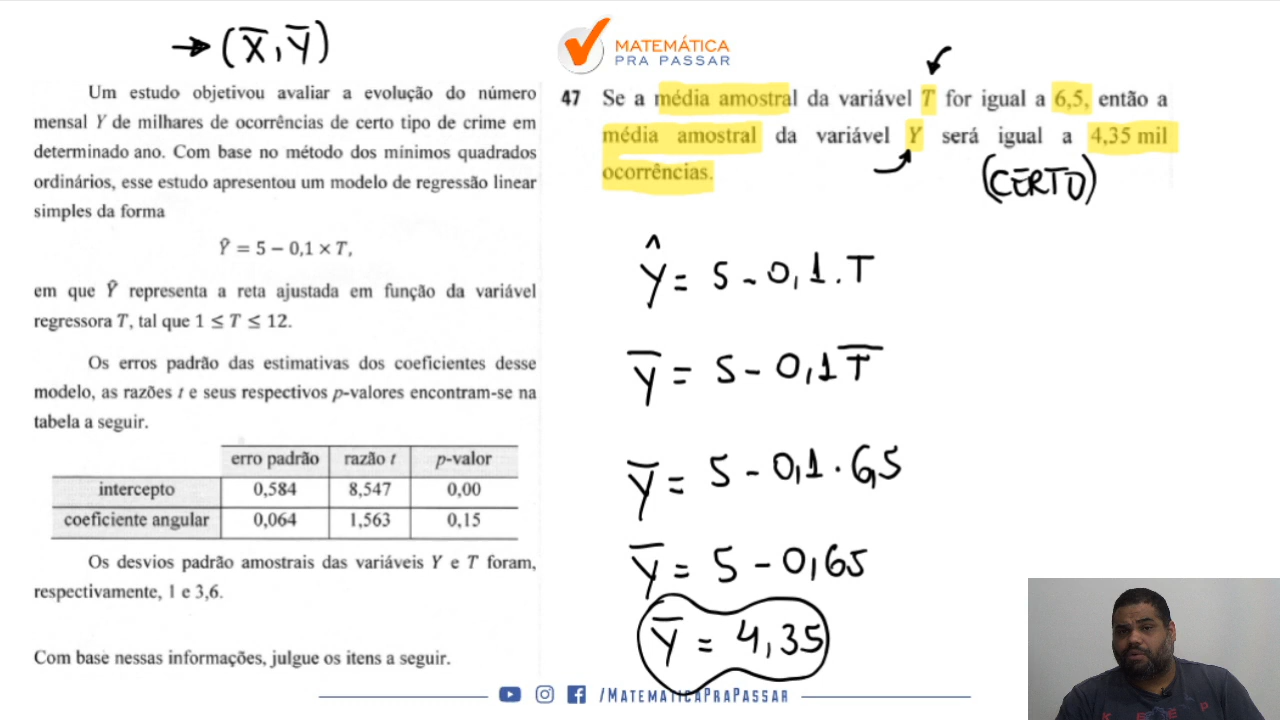 → (X̅, Y̅)
MATEMÁTICA
PRA PASSAR
Um estudo objetivou avaliar a evolução do número
mensal Y de milhares de ocorrências de certo tipo de crime em
determinado ano. Com base no método dos mínimos quadrados
ordinários, esse estudo apresentou um modelo de regressão linear
simples da forma
Ŷ = 5 − 0,1 × T,
em que Ŷ representa a reta ajustada em função da variável
regressora T, tal que 1 ≤ T ≤ 12.
Os erros padrão das estimativas dos coeficientes desse
modelo, as razões t e seus respectivos p-valores encontram-se na
tabela a seguir.
erro padrão razão t p-valor
intercepto 0,584 8,547 0,00
coeficiente angular 0,064 1,563 0,15
Os desvios padrão amostrais das variáveis Y e T foram,
respectivamente, 1 e 3,6.
Com base nessas informações, julgue os itens a seguir.
47 Se a média amostral da variável T for igual a 6,5, então a
média amostral da variável Y será igual a 4,35 mil
ocorrências.
(CERTO)
Ŷ = 5 - 0,1 . T
Y̅ = 5 - 0,1 T̅
Y̅ = 5 - 0,1 . 6,5
Y̅ = 5 - 0,65
Y̅ = 4,35
/MATEMATICAPRAPASSAR
K E E P